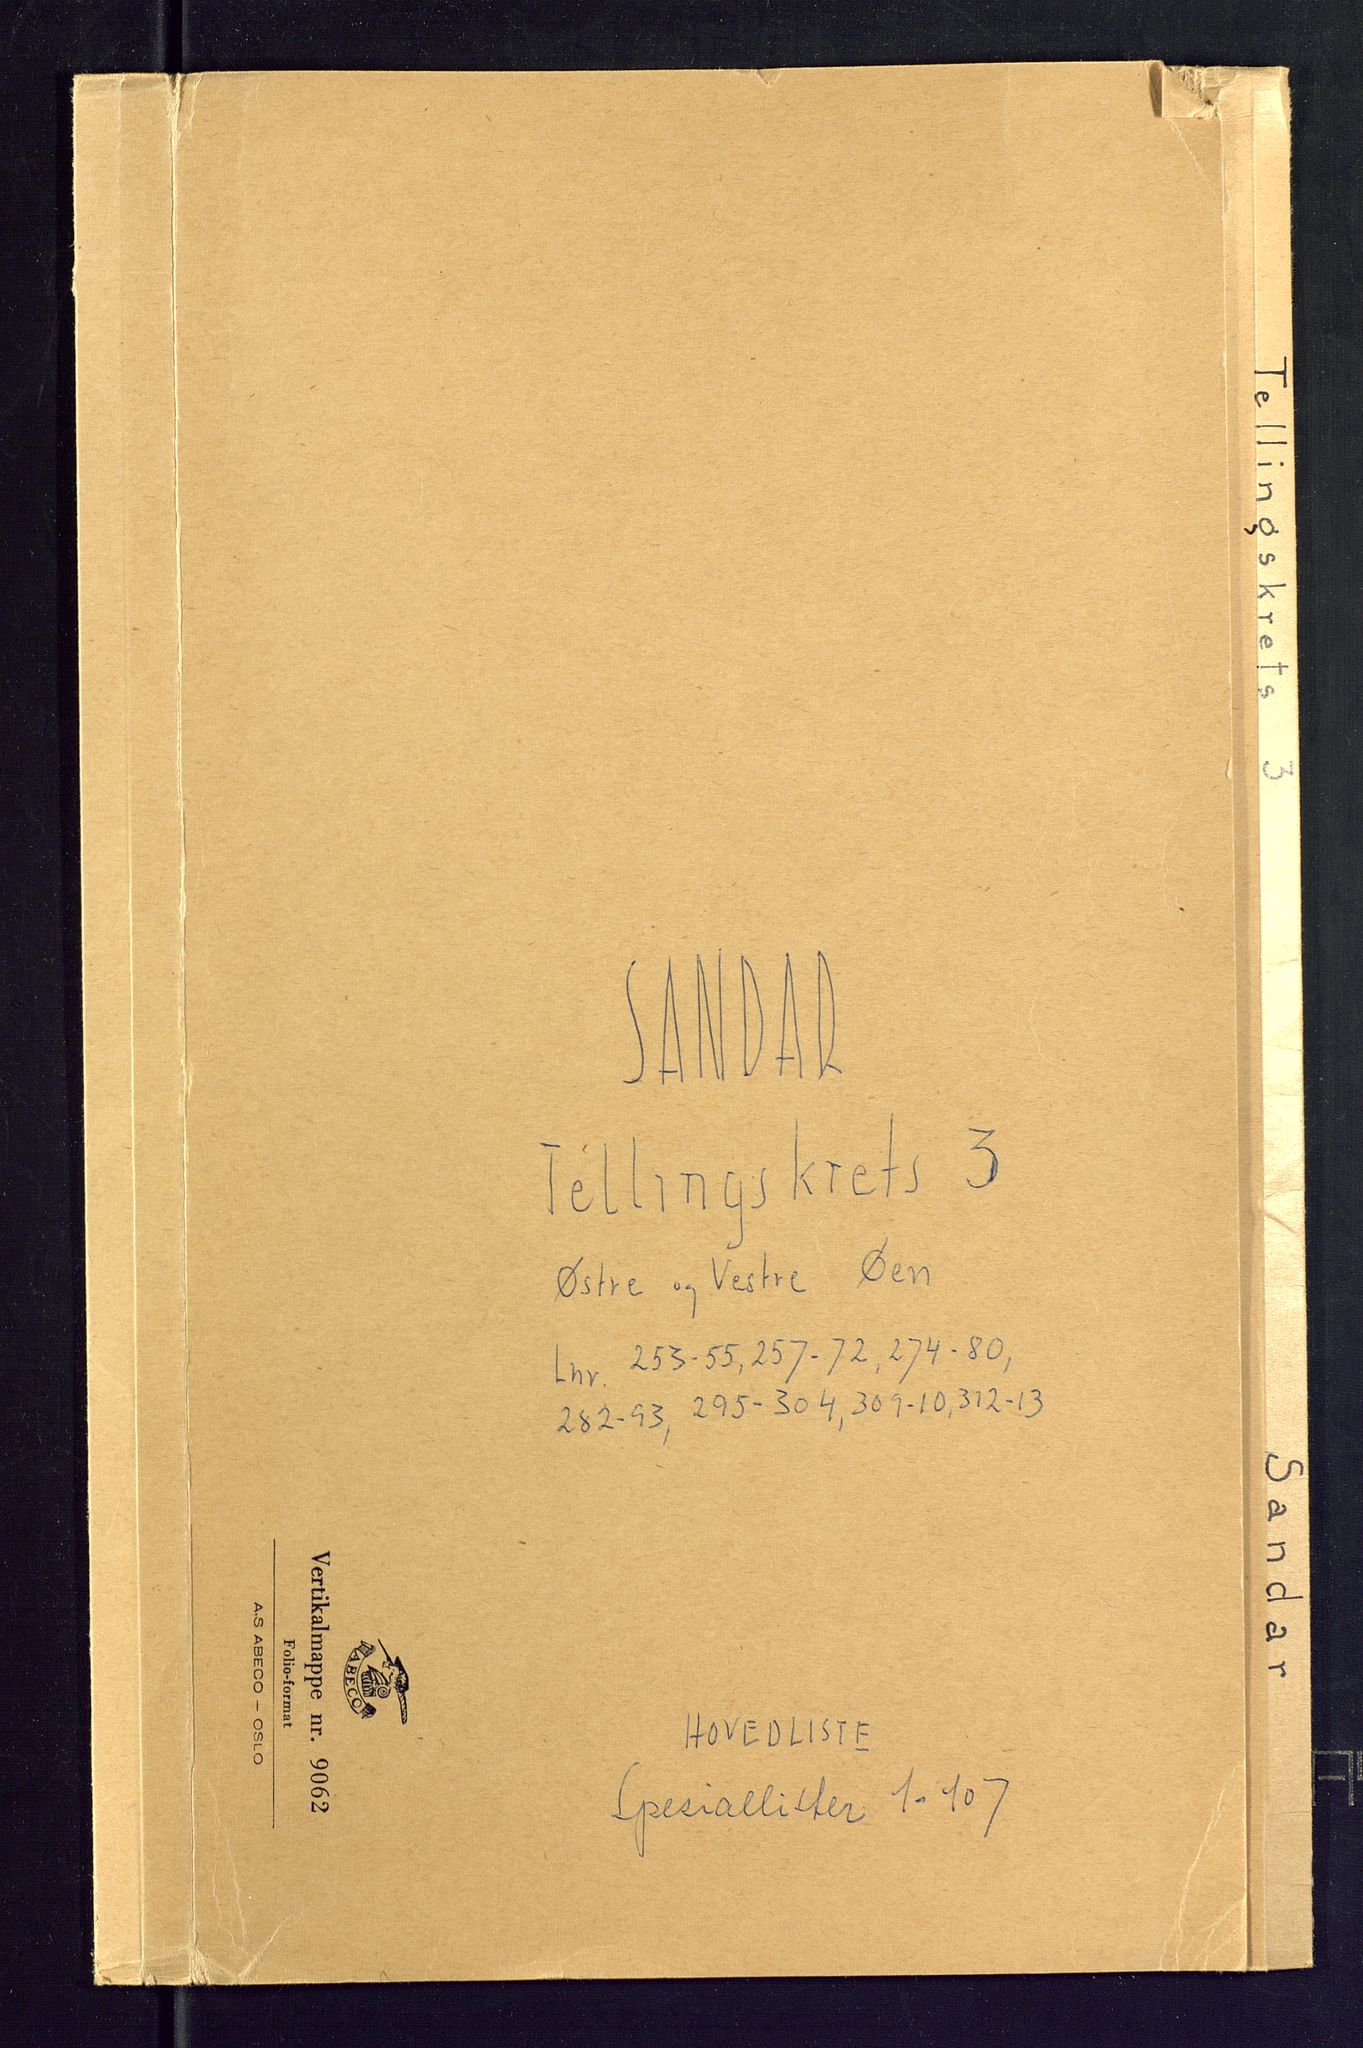 SANDAR
Tellingskrets 3
Østre og Vestre Øen
Lnr. 253-55, 257-72, 274-80,
282-93, 295-304, 309-10, 312-13
HOVEDLISTE
Spesiallister 1-107
ABECO
Vertikalmappe nr. 9062
Folio-format
A.S ABECO – OSLO
Tellingskrets 3 Sandar